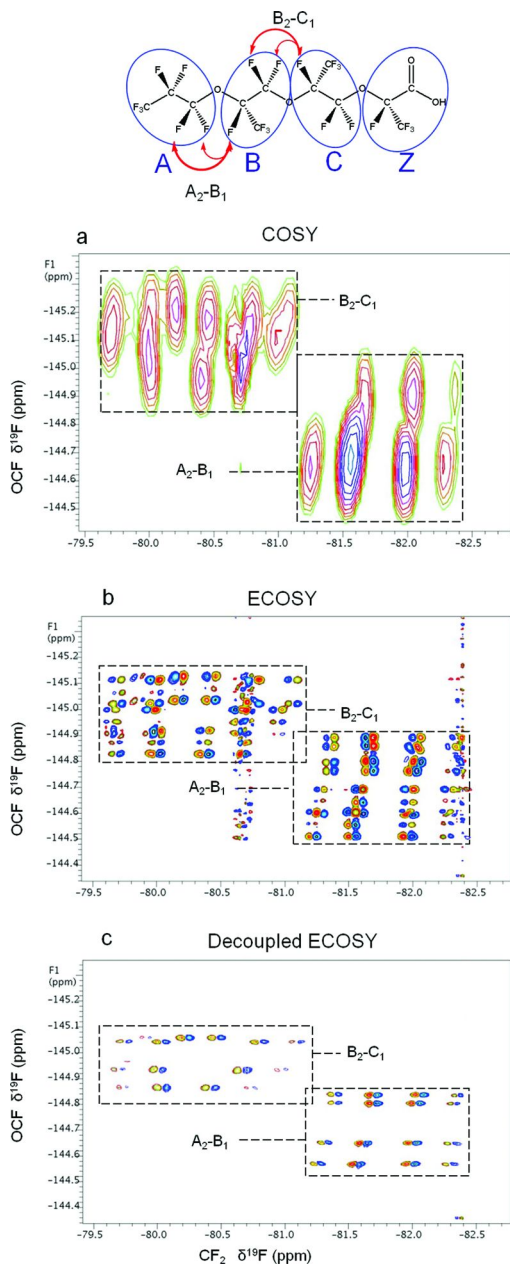 B₂-C₁
F F F F CF₃ O
F F F
F₃C O O O OH
F F F CF₃ F F F CF₃
A B C Z
A₂-B₁
a COSY
F1
(ppm)
-145.2
-145.1
-145.0
-144.9
-144.8
-144.7
-144.6
-144.5
B₂-C₁
A₂-B₁
OCF δ¹⁹F (ppm)
-79.5 -80.0 -80.5 -81.0 -81.5 -82.0 -82.5
b ECOSY
F1
(ppm)
-145.2
-145.1
-145.0
-144.9
-144.8
-144.7
-144.6
-144.5
-144.4
B₂-C₁
A₂-B₁
OCF δ¹⁹F (ppm)
-79.5 -80.0 -80.5 -81.0 -81.5 -82.0 -82.5
c Decoupled ECOSY
F1
(ppm)
-145.2
-145.1
-145.0
-144.9
-144.8
-144.7
-144.6
-144.5
-144.4
B₂-C₁
A₂-B₁
OCF δ¹⁹F (ppm)
-79.5 -80.0 -80.5 -81.0 -81.5 -82.0 -82.5
CF₂ δ¹⁹F (ppm)